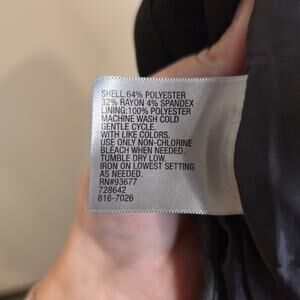 SHELL:64% POLYESTER
32% RAYON 4% SPANDEX
LINING:100% POLYESTER
MACHINE WASH COLD
GENTLE CYCLE.
WITH LIKE COLORS.
USE ONLY NON-CHLORINE
BLEACH WHEN NEEDED.
TUMBLE DRY LOW.
IRON ON LOWEST SETTING
AS NEEDED.
RN#93677
728642
816-7026